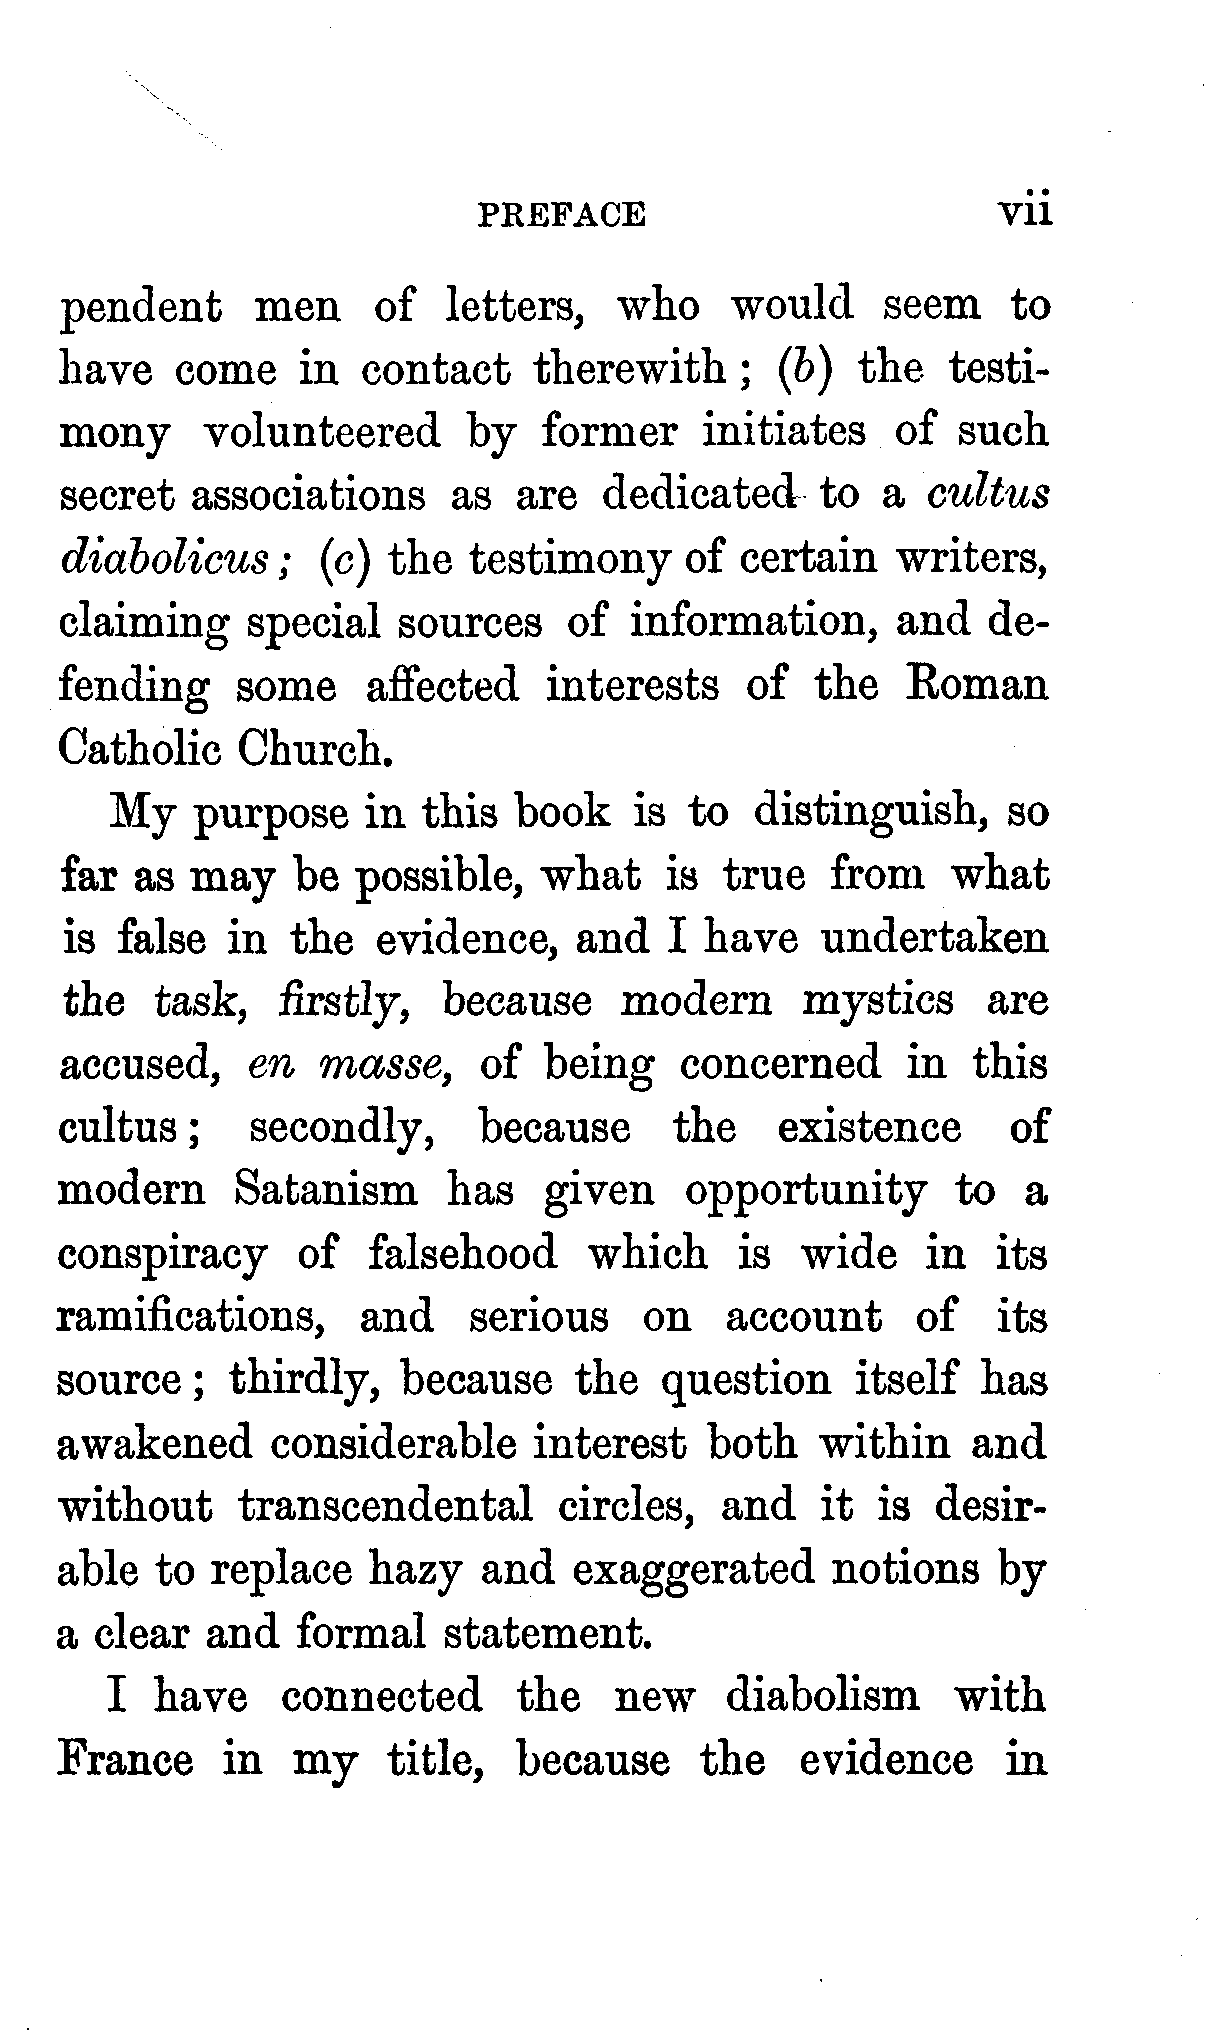 PREFACE vii
pendent men of letters, who would seem to
have come in contact therewith ; (b) the testi-
mony volunteered by former initiates of such
secret associations as are dedicated to a cultus
diabolicus ; (c) the testimony of certain writers,
claiming special sources of information, and de-
fending some affected interests of the Roman
Catholic Church.
My purpose in this book is to distinguish, so
far as may be possible, what is true from what
is false in the evidence, and I have undertaken
the task, firstly, because modern mystics are
accused, en masse, of being concerned in this
cultus ; secondly, because the existence of
modern Satanism has given opportunity to a
conspiracy of falsehood which is wide in its
ramifications, and serious on account of its
source ; thirdly, because the question itself has
awakened considerable interest both within and
without transcendental circles, and it is desir-
able to replace hazy and exaggerated notions by
a clear and formal statement.
I have connected the new diabolism with
France in my title, because the evidence in